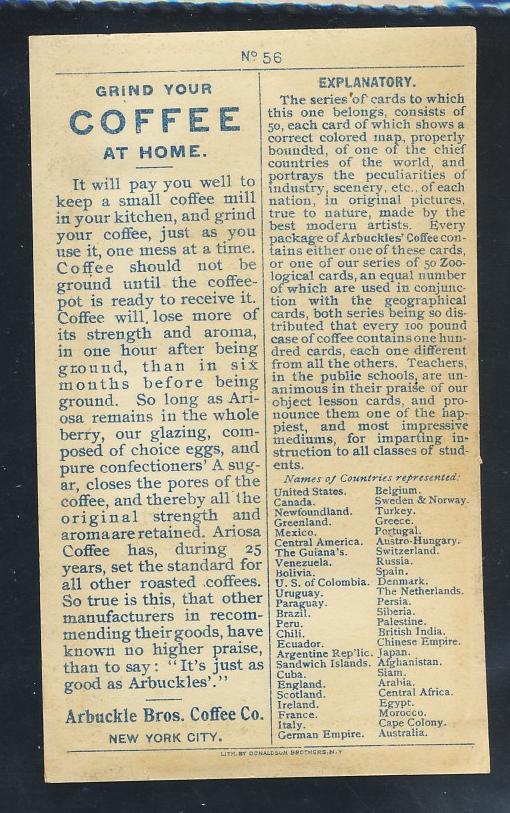 Nº 56
GRIND YOUR
COFFEE
AT HOME.
It will pay you well to
keep a small coffee mill
in your kitchen, and grind
your coffee, just as you
use it, one mess at a time.
Coffee should not be
ground until the coffee-
pot is ready to receive it.
Coffee will lose more of
its strength and aroma,
in one hour after being
ground, than in six
months before being
ground. So long as Ari-
osa remains in the whole
berry, our glazing, com-
posed of choice eggs, and
pure confectioners' A sug-
ar, closes the pores of the
coffee, and thereby all the
original strength and
aroma are retained. Ariosa
Coffee has, during 25
years, set the standard for
all other roasted coffees.
So true is this, that other
manufacturers in recom-
mending their goods, have
known no higher praise,
than to say: "It's just as
good as Arbuckles'."
Arbuckle Bros. Coffee Co.
NEW YORK CITY.
EXPLANATORY.
The series of cards to which
this one belongs, consists of
50, each card of which shows a
correct colored map, properly
bounded, of one of the chief
countries of the world, and
portrays the peculiarities of
industry, scenery, etc., of each
nation, in original pictures,
true to nature, made by the
best modern artists. Every
package of Arbuckles' Coffee con-
tains either one of these cards,
or one of our series of 50 Zoo-
logical cards, an equal number
of which are used in conjunc-
tion with the geographical
cards, both series being so dis-
tributed that every 100 pound
case of coffee contains one hun-
dred cards, each one different
from all the others. Teachers,
in the public schools, are un-
animous in their praise of our
object lesson cards, and pro-
nounce them one of the hap-
piest, and most impressive
mediums, for imparting in-
struction to all classes of stud-
ents.
Names of Countries represented:
United States.
Canada.
Newfoundland.
Greenland.
Mexico.
Central America.
The Guiana's.
Venezuela.
Bolivia.
U. S. of Colombia.
Uruguay.
Paraguay.
Brazil.
Peru.
Chili.
Ecuador.
Argentine Rep'lic.
Sandwich Islands.
Cuba.
England.
Scotland.
Ireland.
France.
Italy.
German Empire.
Belgium.
Sweden & Norway.
Turkey.
Greece.
Portugal.
Austro-Hungary.
Switzerland.
Russia.
Spain.
Denmark.
The Netherlands.
Persia.
Siberia.
Palestine.
British India.
Chinese Empire.
Japan.
Afghanistan.
Siam.
Arabia.
Central Africa.
Egypt.
Morocco.
Cape Colony.
Australia.
LITH. BY DONALDSON BROTHERS, N.Y